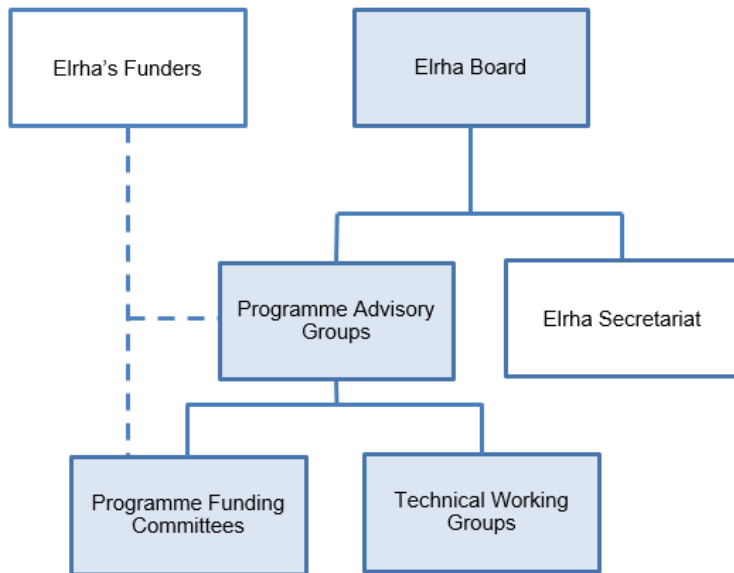 Elrha's Funders
Elrha Board
Programme Advisory
Groups
Elrha Secretariat
Programme Funding
Committees
Technical Working
Groups